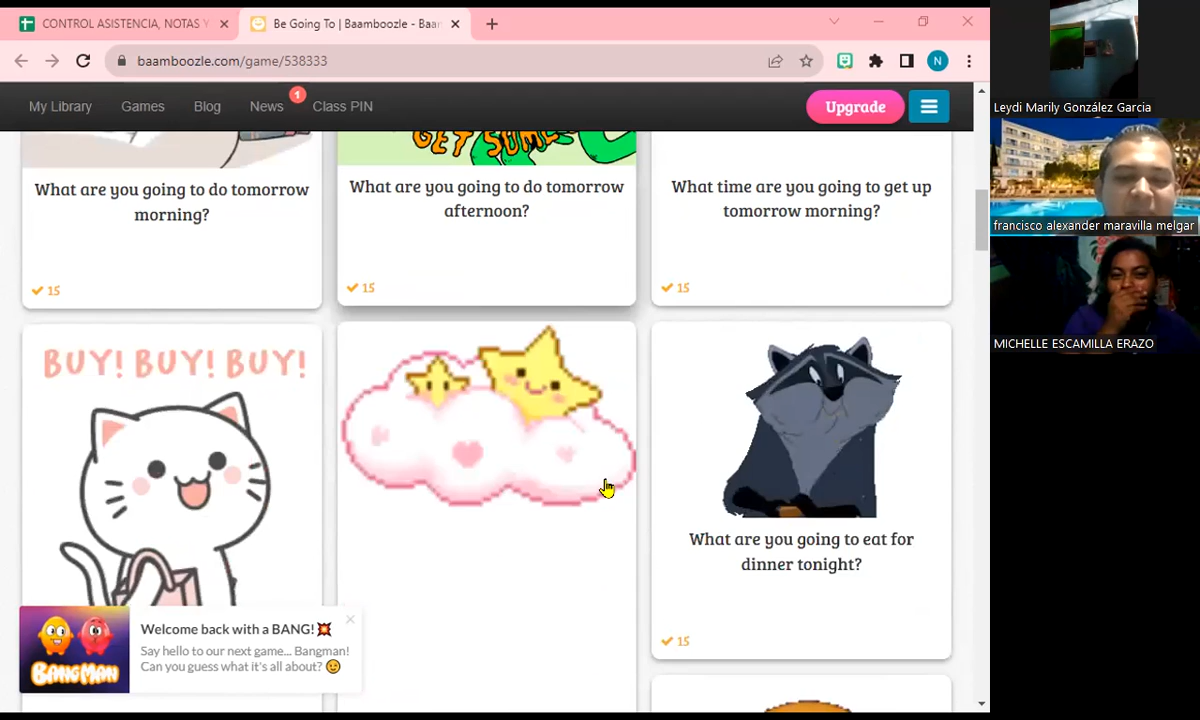 CONTROL ASISTENCIA, NOTAS Y
Be Going To | Baamboozle - Baa
baamboozle.com/game/538333
N
My Library
Games
Blog
News
1
Class PIN
Upgrade
GET SOME
What are you going to do tomorrow
morning?
15
What are you going to do tomorrow
afternoon?
15
What time are you going to get up
tomorrow morning?
15
BUY! BUY! BUY!
What are you going to eat for
dinner tonight?
15
BANGMAN
Welcome back with a BANG!💥
Say hello to our next game... Bangman!
Can you guess what it's all about? 😉
Leydi Marily González Garcia
francisco alexander maravilla melgar
MICHELLE ESCAMILLA ERAZO